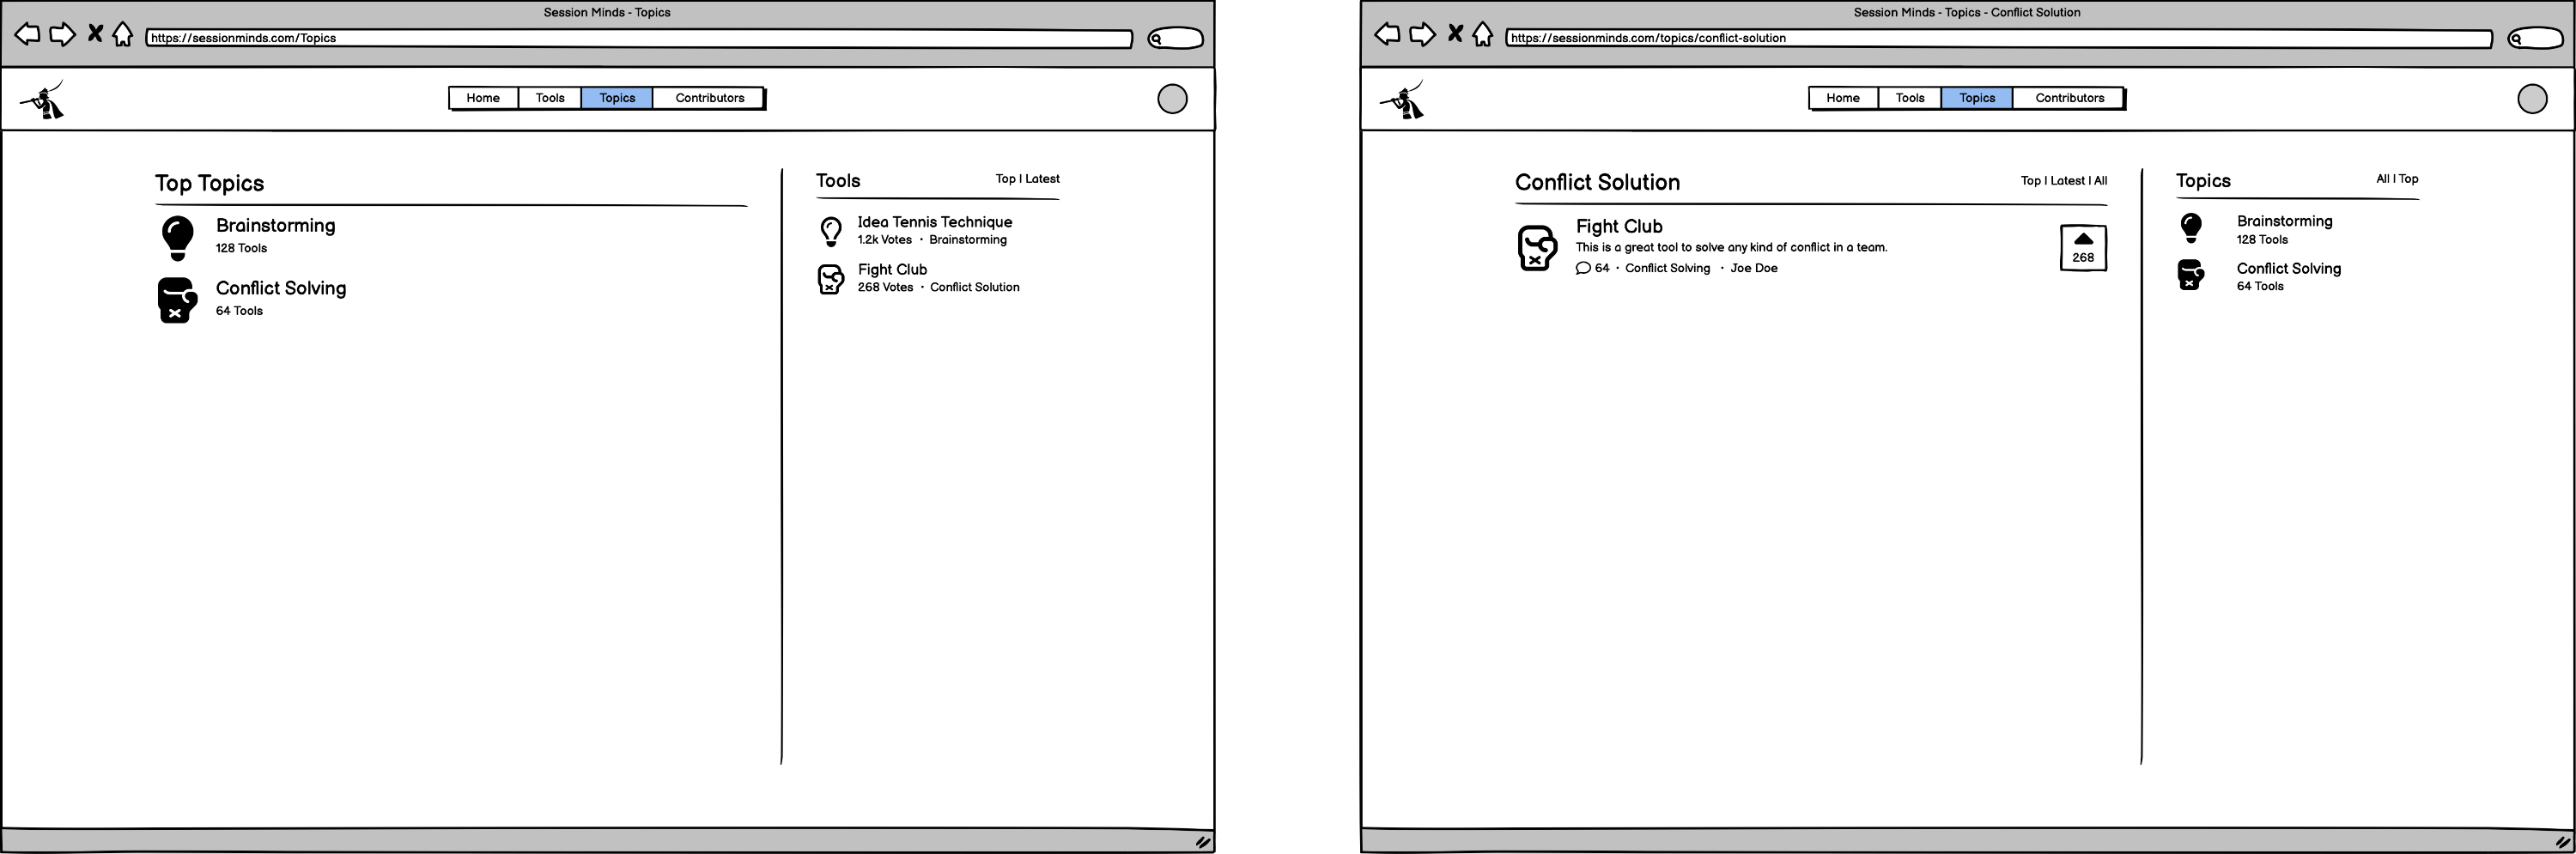 Session Minds - Topics
https://sessionminds.com/Topics
Home Tools Topics Contributors
Top Topics
Brainstorming
128 Tools
Conflict Solving
64 Tools
Tools Top | Latest
Idea Tennis Technique
1.2k Votes · Brainstorming
Fight Club
268 Votes · Conflict Solution
Session Minds - Topics - Conflict Solution
https://sessionminds.com/topics/conflict-solution
Home Tools Topics Contributors
Conflict Solution Top | Latest | All
Fight Club
This is a great tool to solve any kind of conflict in a team.
64 · Conflict Solving · Joe Doe
268
Topics All | Top
Brainstorming
128 Tools
Conflict Solving
64 Tools